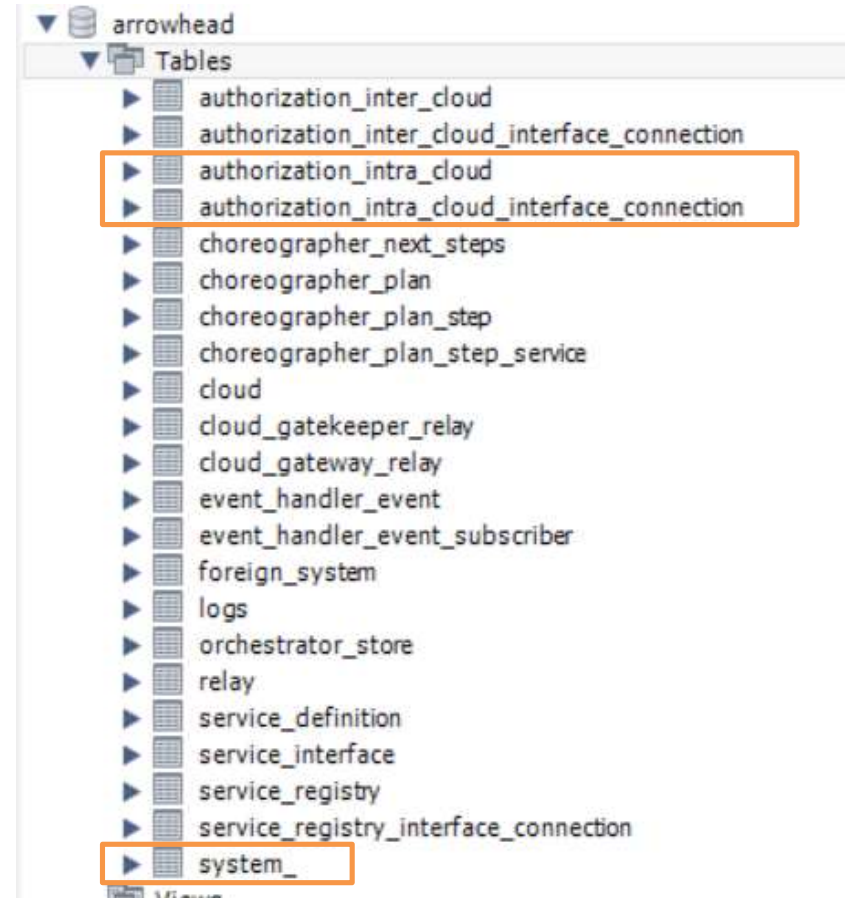 arrowhead
Tables
authorization_inter_cloud
authorization_inter_cloud_interface_connection
authorization_intra_cloud
authorization_intra_cloud_interface_connection
choreographer_next_steps
choreographer_plan
choreographer_plan_step
choreographer_plan_step_service
cloud
cloud_gatekeeper_relay
cloud_gateway_relay
event_handler_event
event_handler_event_subscriber
foreign_system
logs
orchestrator_store
relay
service_definition
service_interface
service_registry
service_registry_interface_connection
system_
Views